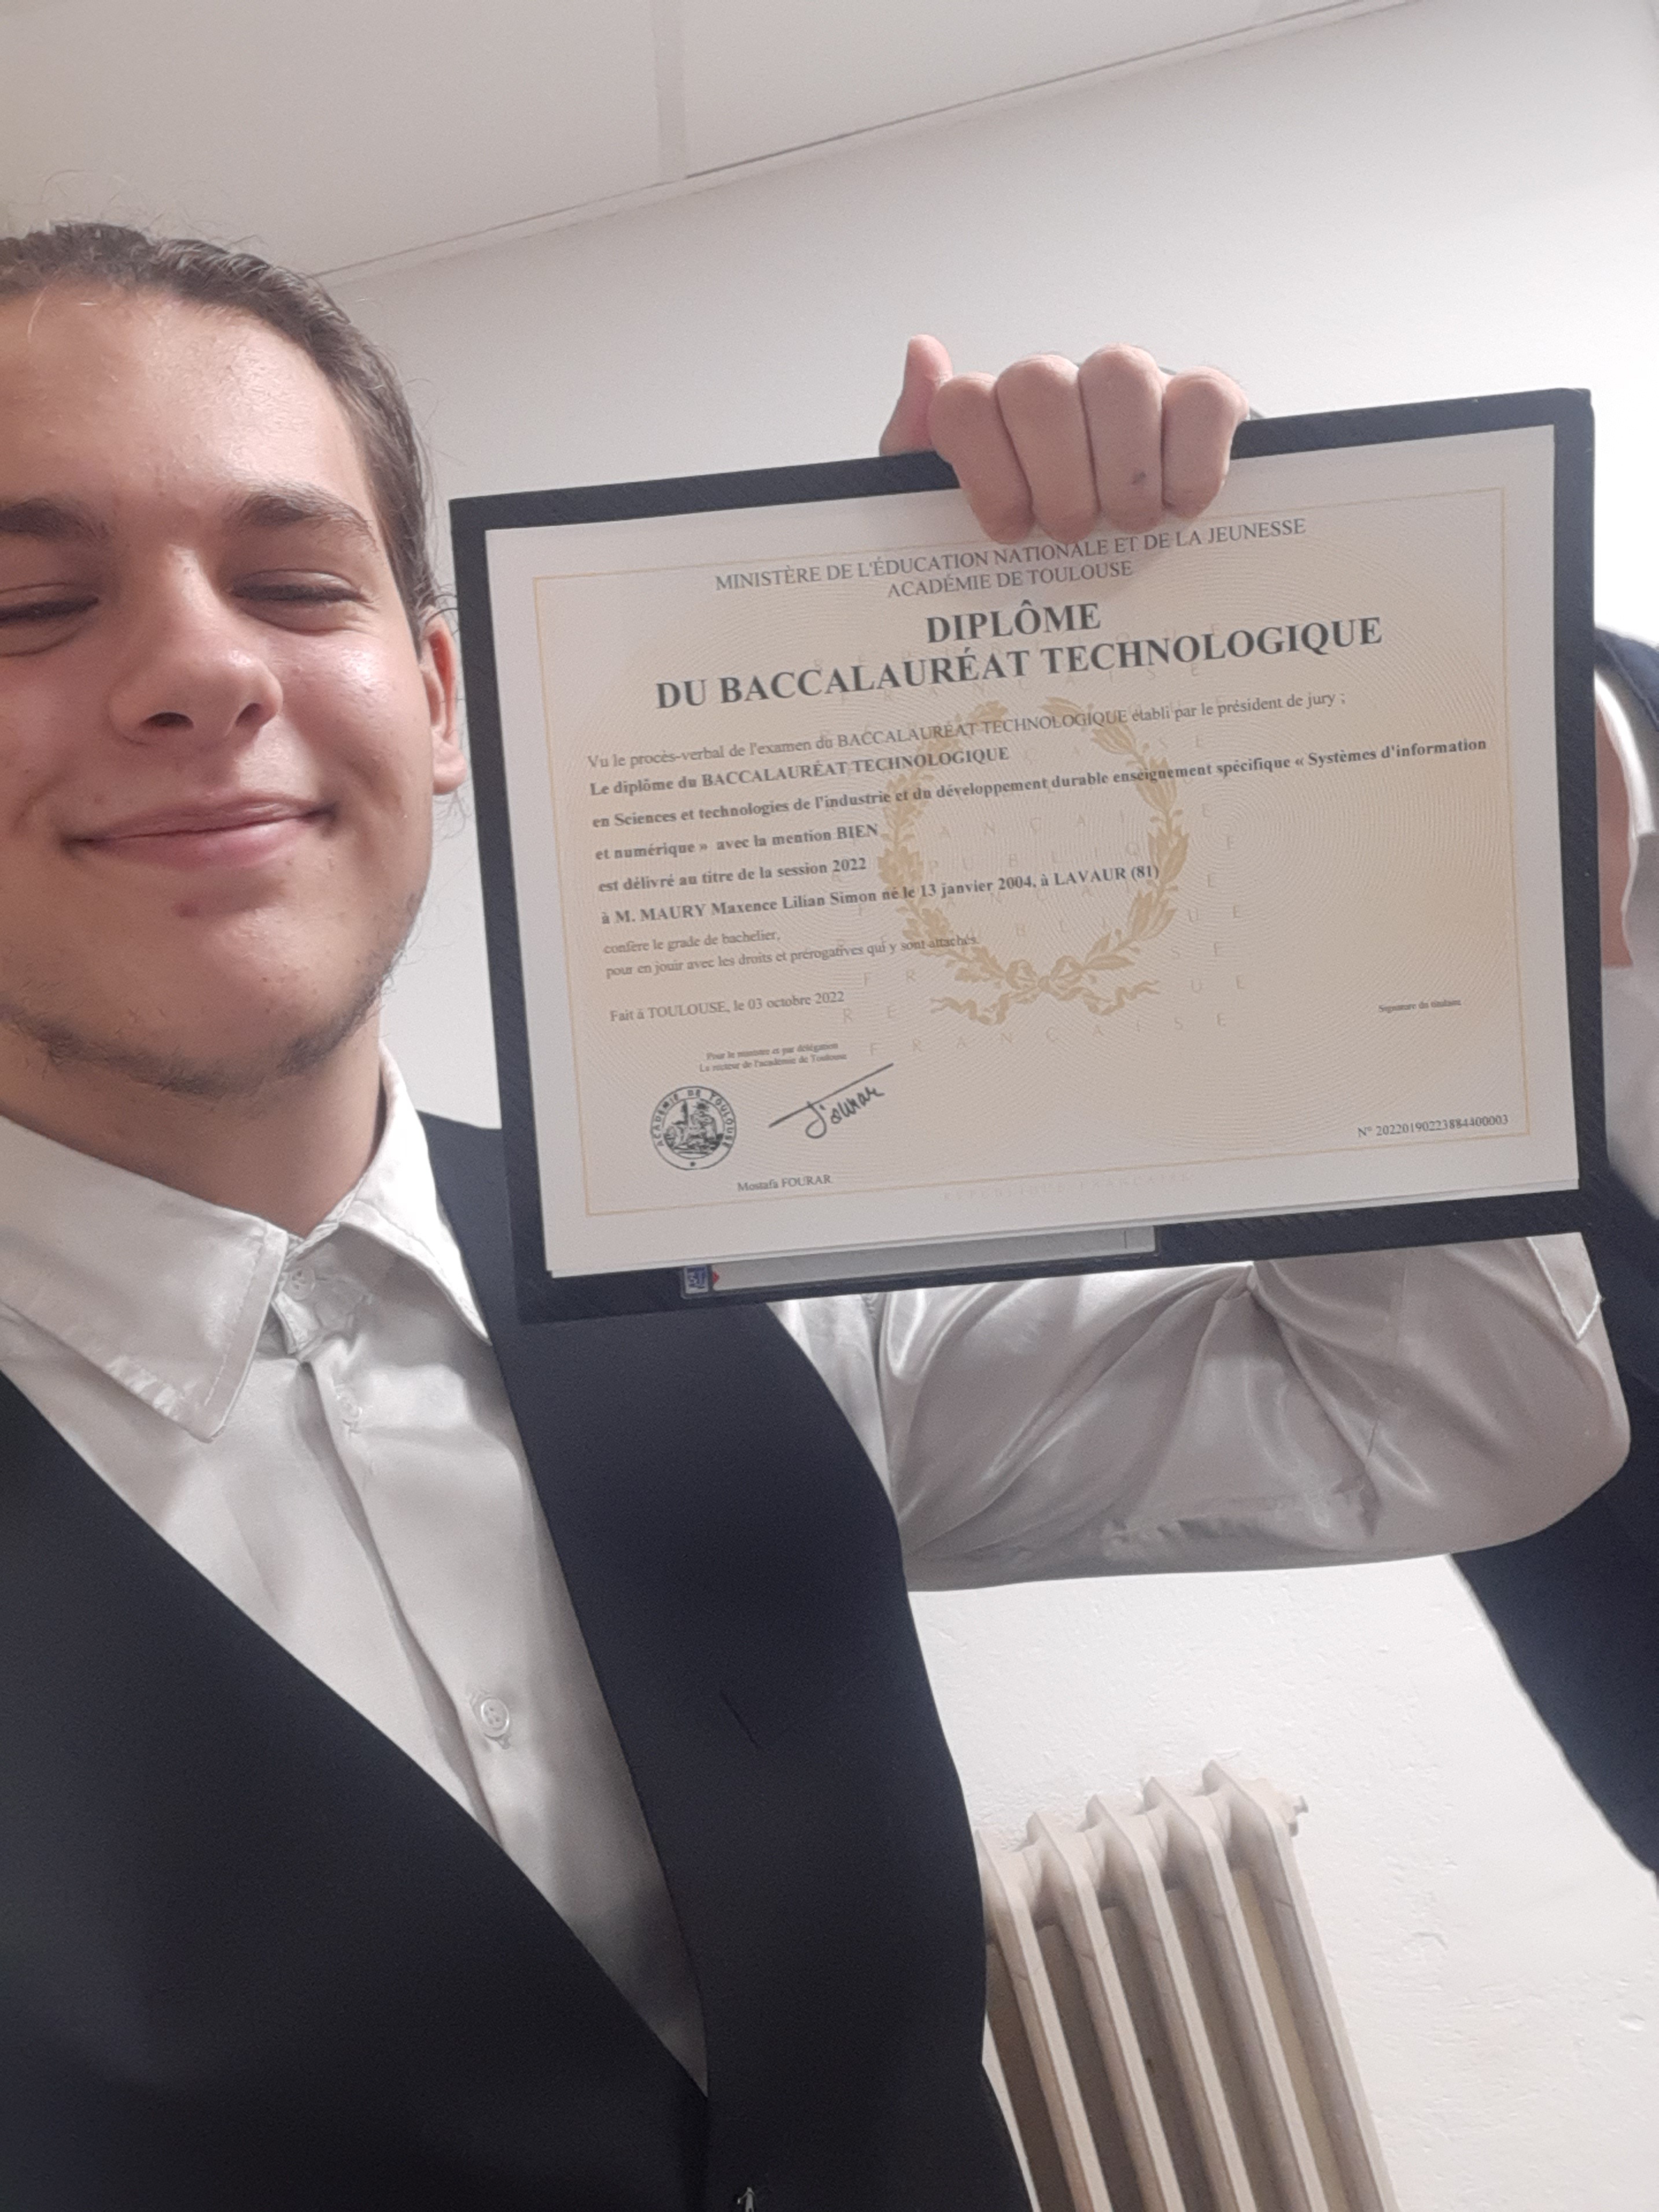 MINISTÈRE DE L'ÉDUCATION NATIONALE ET DE LA JEUNESSE
ACADÉMIE DE TOULOUSE
DIPLÔME
DU BACCALAURÉAT TECHNOLOGIQUE
Vu le procès-verbal de l'examen du BACCALAURÉAT TECHNOLOGIQUE établi par le président de jury ;
Le diplôme du BACCALAURÉAT TECHNOLOGIQUE
en Sciences et technologies de l'industrie et du développement durable enseignement spécifique « Systèmes d'information
et numérique » avec la mention BIEN
est délivré au titre de la session 2022
à M. MAURY Maxence Lilian Simon né le 13 janvier 2004, à LAVAUR (81)
confère le grade de bachelier,
pour en jouir avec les droits et prérogatives qui y sont attachés.
Fait à TOULOUSE, le 03 octobre 2022
Signature du titulaire
Pour le ministre et par délégation
Le recteur de l'académie de Toulouse
ACADÉMIE DE TOULOUSE
Mostafa FOURAR
N° 20220190223884400003
RÉPUBLIQUE FRANÇAISE